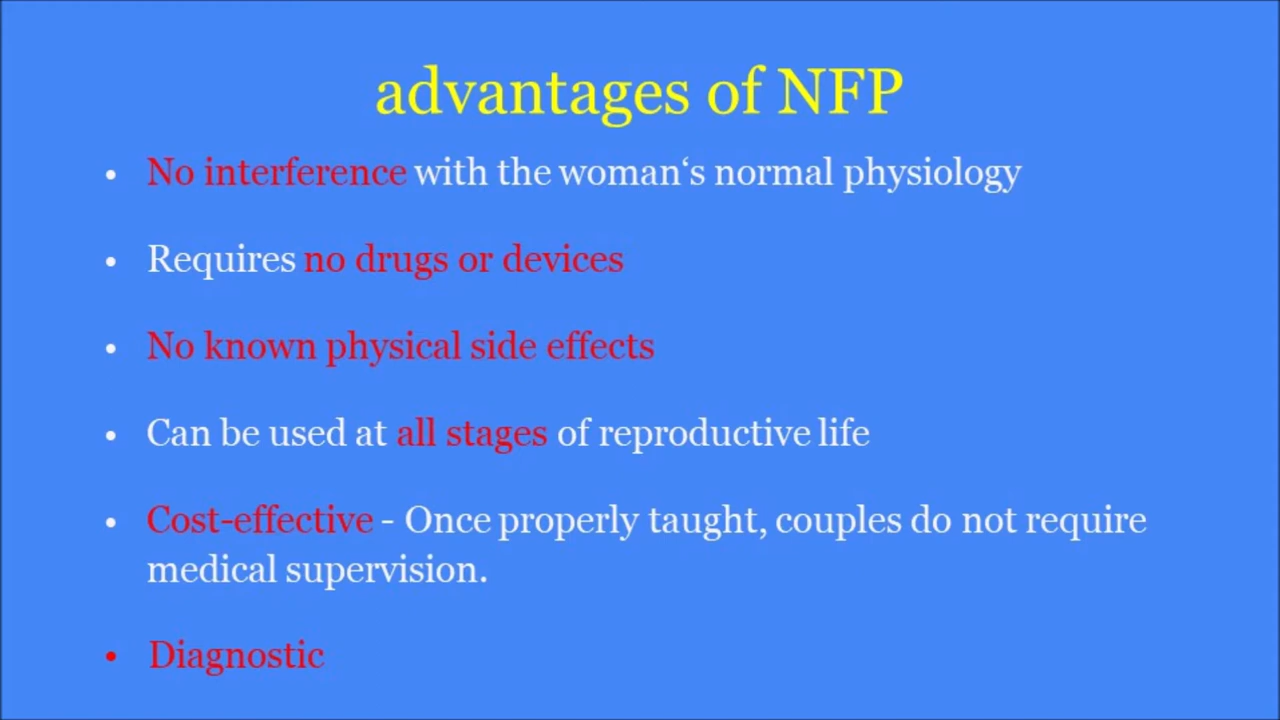 advantages of NFP
• No interference with the woman‘s normal physiology
• Requires no drugs or devices
• No known physical side effects
• Can be used at all stages of reproductive life
• Cost-effective - Once properly taught, couples do not require
medical supervision.
• Diagnostic